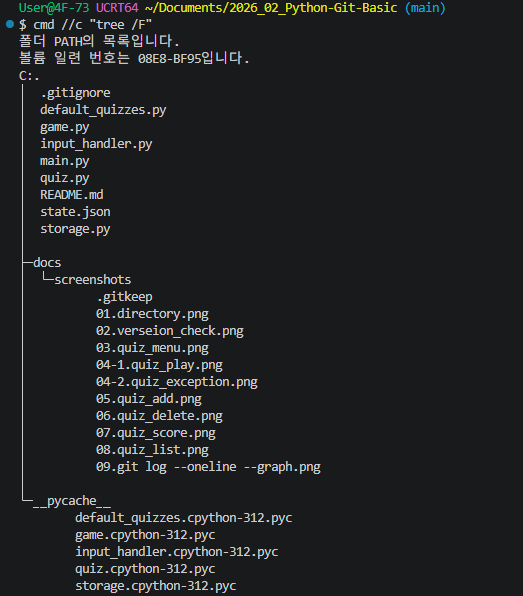 User@4F-73 UCRT64 ~/Documents/2026_02_Python-Git-Basic (main)
$ cmd //c "tree /F"
폴더 PATH의 목록입니다.
볼륨 일련 번호는 08E8-BF95입니다.
C:.
│  .gitignore
│  default_quizzes.py
│  game.py
│  input_handler.py
│  main.py
│  quiz.py
│  README.md
│  state.json
│  storage.py
│
├─docs
│  └─screenshots
│          .gitkeep
│          01.directory.png
│          02.verseion_check.png
│          03.quiz_menu.png
│          04-1.quiz_play.png
│          04-2.quiz_exception.png
│          05.quiz_add.png
│          06.quiz_delete.png
│          07.quiz_score.png
│          08.quiz_list.png
│          09.git log --oneline --graph.png
│
└─__pycache__
        default_quizzes.cpython-312.pyc
        game.cpython-312.pyc
        input_handler.cpython-312.pyc
        quiz.cpython-312.pyc
        storage.cpython-312.pyc